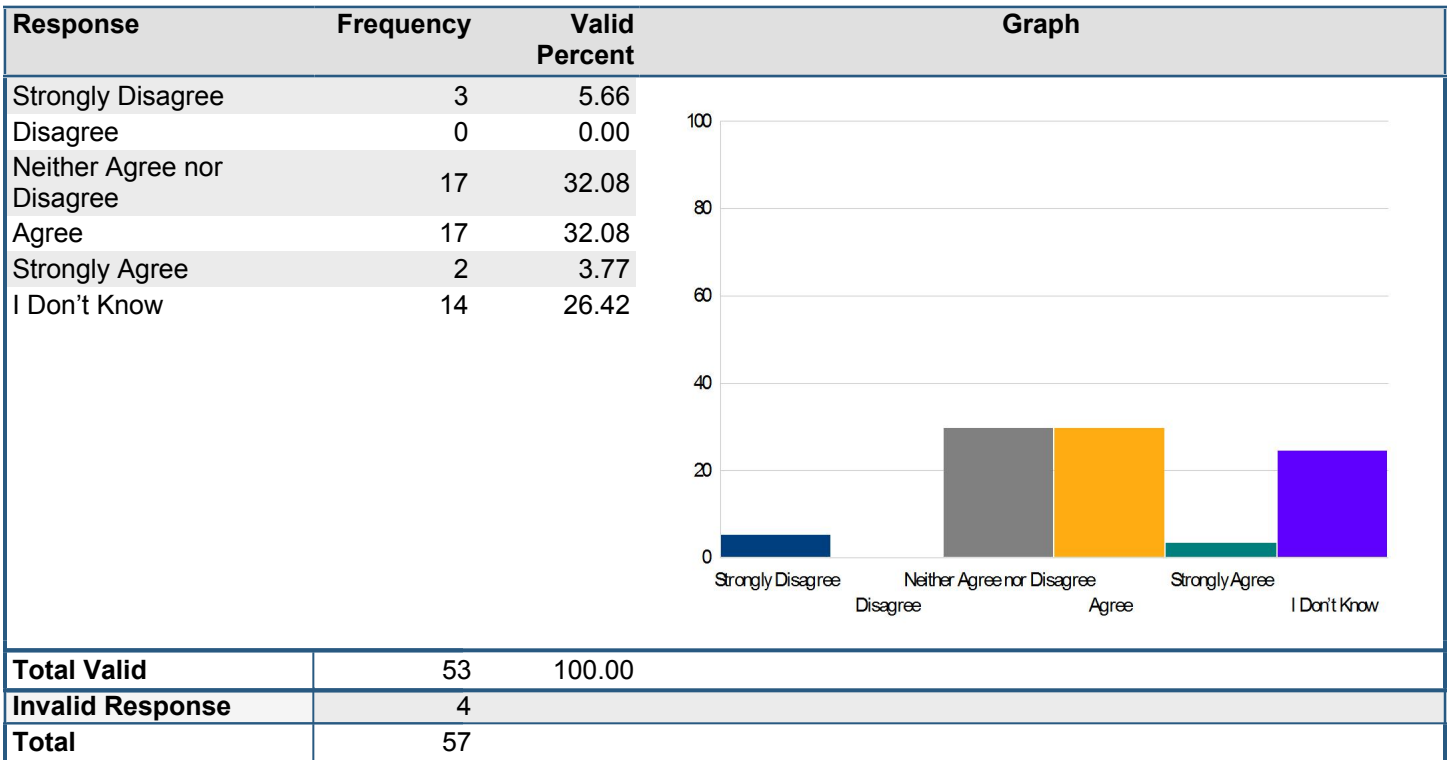 Response Frequency Valid Percent Graph
Strongly Disagree 3 5.66
Disagree 0 0.00
Neither Agree nor Disagree 17 32.08
Agree 17 32.08
Strongly Agree 2 3.77
I Don’t Know 14 26.42
100
80
60
40
20
0
Strongly Disagree Neither Agree nor Disagree Strongly Agree
Disagree Agree I Don’t Know
Total Valid 53 100.00
Invalid Response 4
Total 57